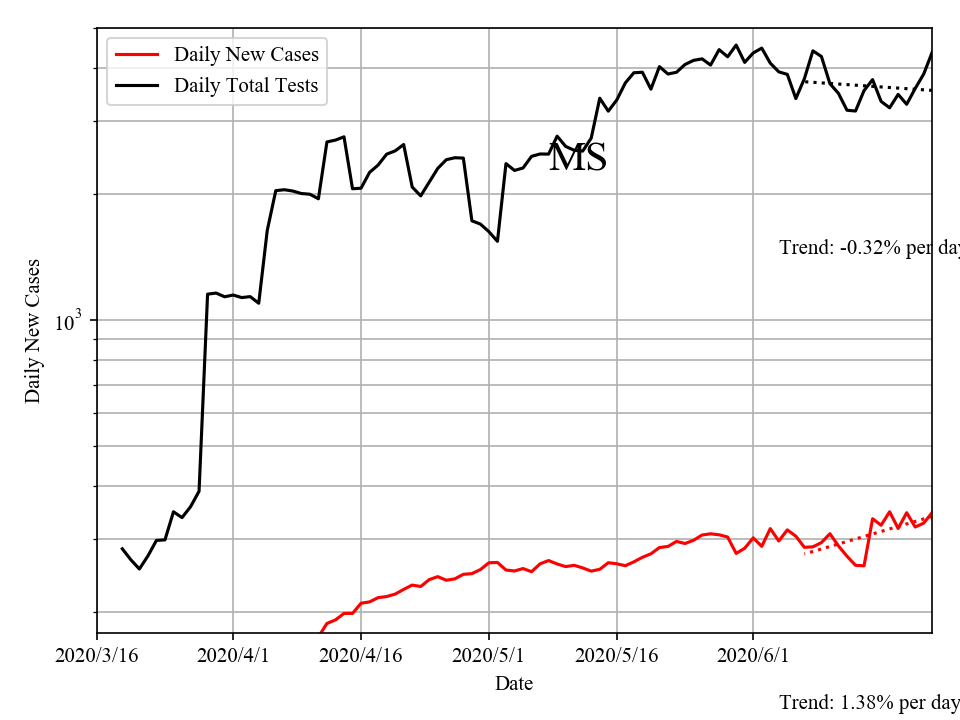 Daily New Cases
Daily Total Tests
MS
Trend: -0.32% per day
Daily New Cases
10³
2020/3/16 2020/4/1 2020/4/16 2020/5/1 2020/5/16 2020/6/1
Date
Trend: 1.38% per day